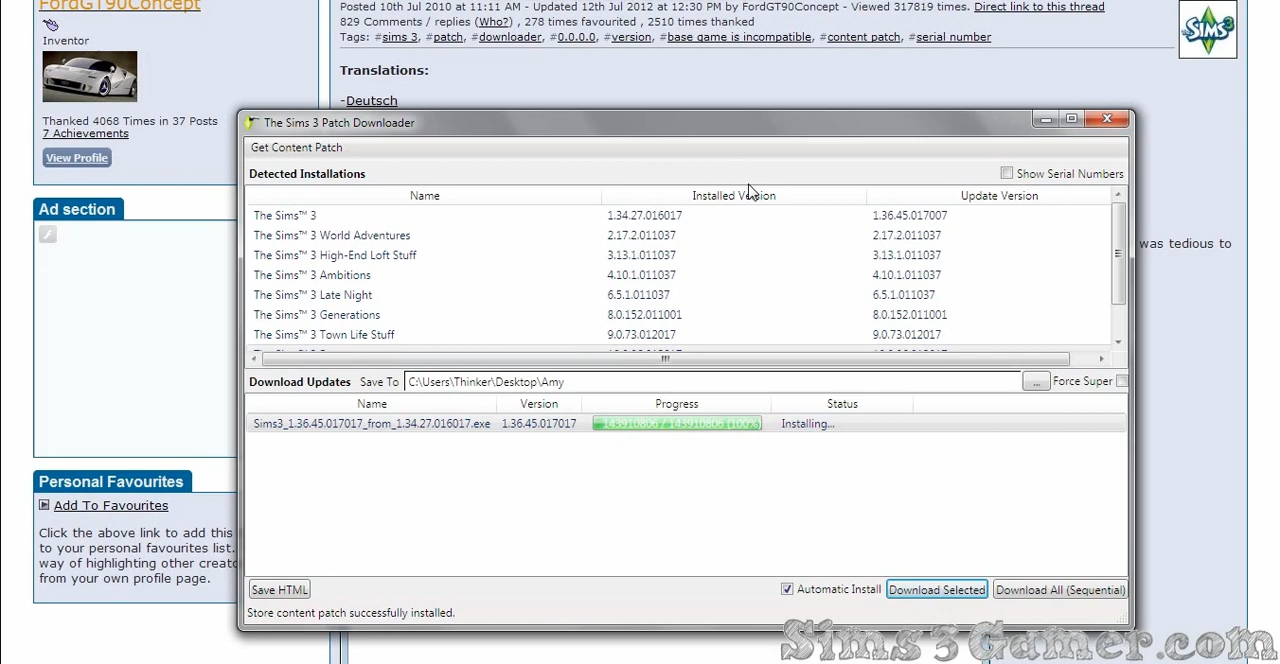 FordGT90Concept
Inventor
Thanked 4068 Times in 37 Posts
7 Achievements
View Profile
Ad section
Personal Favourites
Add To Favourites
Click the above link to add this
to your personal favourites list.
way of highlighting other creato
from your own profile page.
Posted 10th Jul 2010 at 11:11 AM - Updated 12th Jul 2012 at 12:30 PM by FordGT90Concept - Viewed 317819 times. Direct link to this thread
829 Comments / replies (Who?) , 278 times favourited , 2510 times thanked
Tags: #sims 3, #patch, #downloader, #0.0.0.0, #version, #base game is incompatible, #content patch, #serial number
Translations:
-Deutsch
SIMS 3
was tedious to
The Sims 3 Patch Downloader
Get Content Patch
Detected Installations Show Serial Numbers
Name Installed Version Update Version
The Sims™ 3 1.34.27.016017 1.36.45.017007
The Sims™ 3 World Adventures 2.17.2.011037 2.17.2.011037
The Sims™ 3 High-End Loft Stuff 3.13.1.011037 3.13.1.011037
The Sims™ 3 Ambitions 4.10.1.011037 4.10.1.011037
The Sims™ 3 Late Night 6.5.1.011037 6.5.1.011037
The Sims™ 3 Generations 8.0.152.011001 8.0.152.011001
The Sims™ 3 Town Life Stuff 9.0.73.012017 9.0.73.012017
Download Updates Save To C:\Users\Thinker\Desktop\Amy ... Force Super
Name Version Progress Status
Sims3_1.36.45.017017_from_1.34.27.016017.exe 1.36.45.017017 143910806 / 143910806 (100%) Installing...
Save HTML Automatic Install Download Selected Download All (Sequential)
Store content patch successfully installed.
Sims3Gamer.com